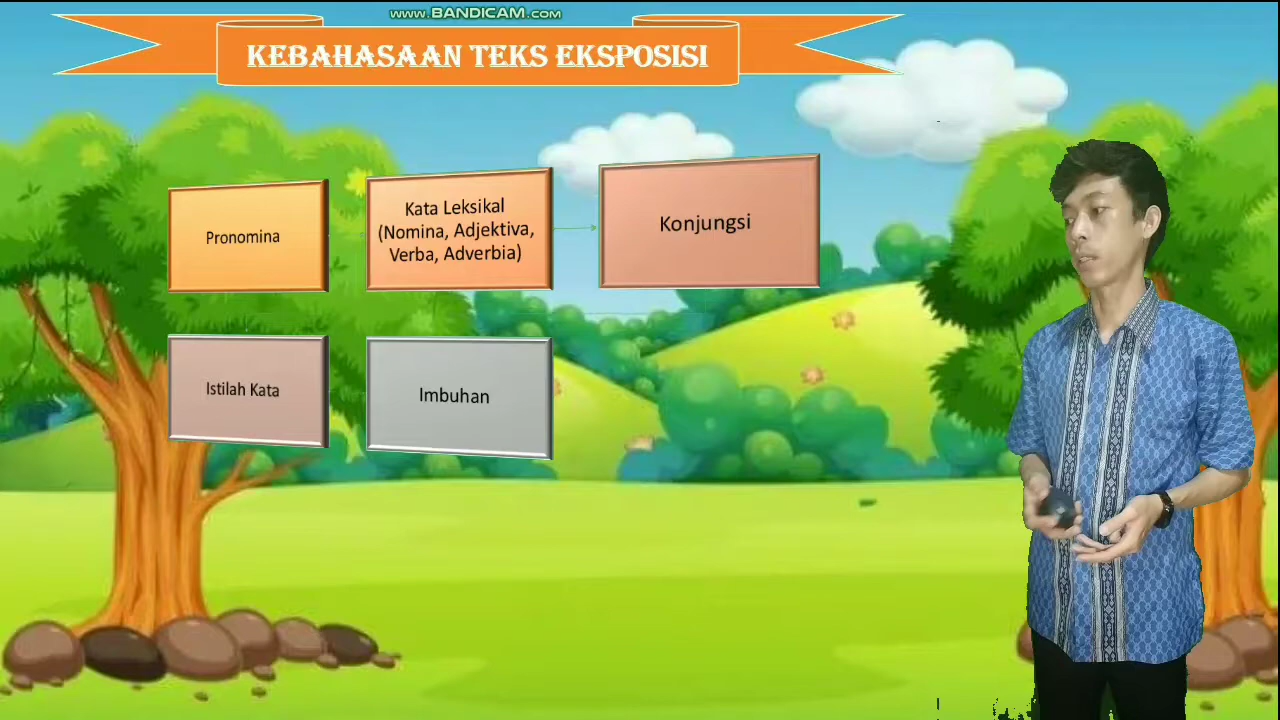 www.BANDICAM.com
KEBAHASAAN TEKS EKSPOSISI
Pronomina
Kata Leksikal
(Nomina, Adjektiva,
Verba, Adverbia)
Konjungsi
Istilah Kata
Imbuhan